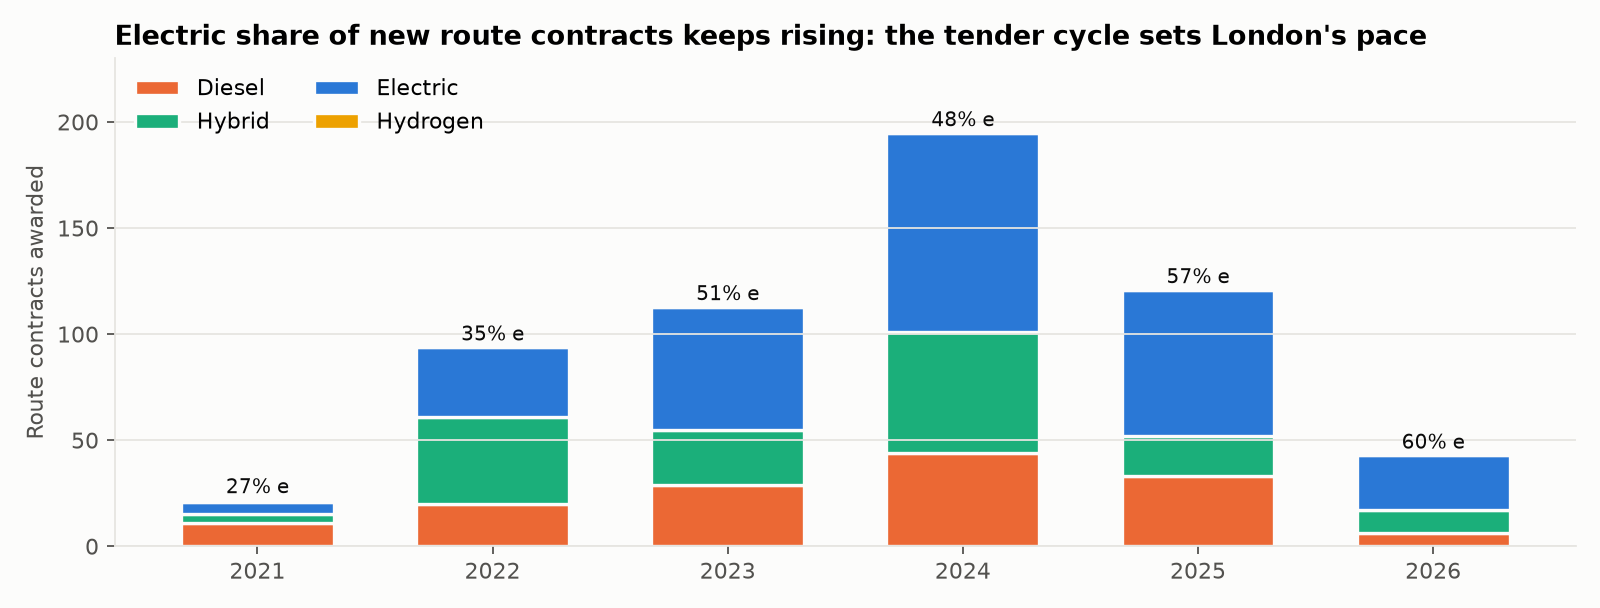 Electric share of new route contracts keeps rising: the tender cycle sets London's pace
Diesel
Electric
Hybrid
Hydrogen
Route contracts awarded
200
150
100
50
0
27% e
35% e
51% e
48% e
57% e
60% e
2021
2022
2023
2024
2025
2026